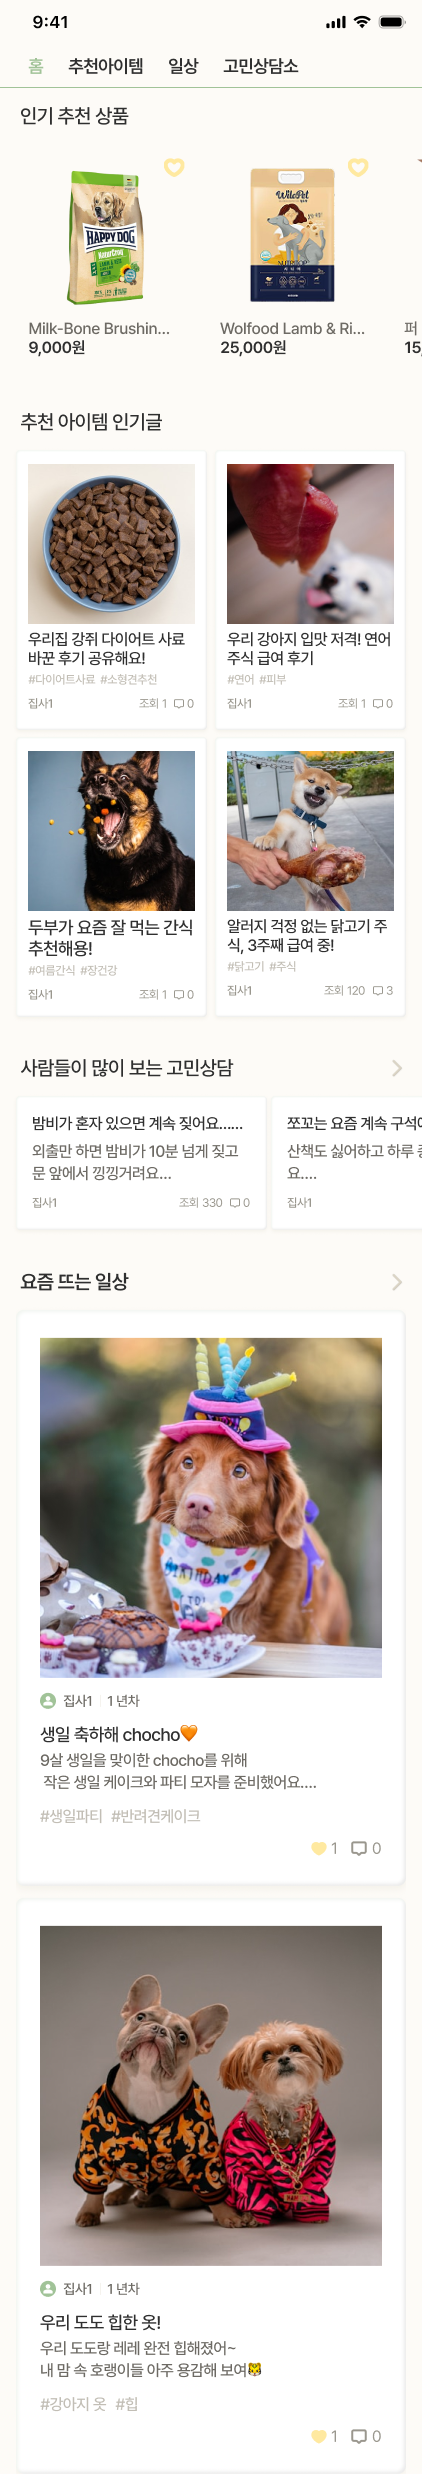 9:41
홈 추천아이템 일상 고민상담소
인기 추천 상품
HAPPY DOG
NaturCroq
WildPet
NUTRITOP
Milk-Bone Brushin...
9,000원
Wolfood Lamb & Ri...
25,000원
퍼
15,
추천 아이템 인기글
우리집 강쥐 다이어트 사료
바꾼 후기 공유해요!
#다이어트사료 #소형견추천
집사1 조회 1 0
우리 강아지 입맛 저격! 연어
주식 급여 후기
#연어 #피부
집사1 조회 1 0
두부가 요즘 잘 먹는 간식
추천해용!
#여름간식 #장건강
집사1 조회 1 0
알러지 걱정 없는 닭고기 주
식, 3주째 급여 중!
#닭고기 #주식
집사1 조회 120 3
사람들이 많이 보는 고민상담
밤비가 혼자 있으면 계속 짖어요......
외출만 하면 밤비가 10분 넘게 짖고
문 앞에서 낑낑거려요...
집사1 조회 330 0
쪼꼬는 요즘 계속 구석에
산책도 싫어하고 하루 종
요....
집사1
요즘 뜨는 일상
BIRTHDAY
집사1 1년차
생일 축하해 chocho🧡
9살 생일을 맞이한 chocho를 위해
작은 생일 케이크와 파티 모자를 준비했어요....
#생일파티 #반려견케이크
1 0
집사1 1년차
우리 도도 힙한 옷!
우리 도도랑 레레 완전 힙해졌어~
내 맘 속 호랭이들 아주 용감해 보여🐯
#강아지 옷 #힙
1 0